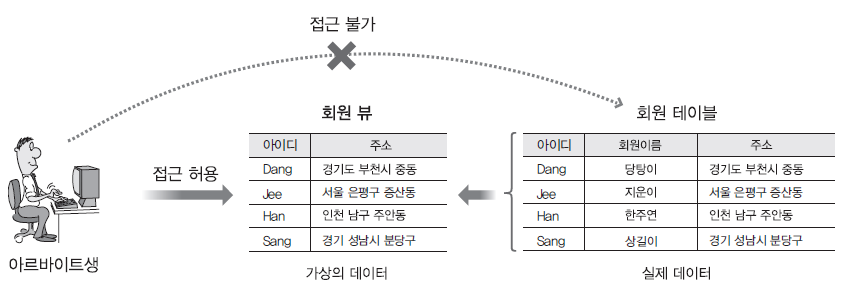 접근 불가
회원 뷰
회원 테이블
아이디 주소
Dang 경기도 부천시 중동
Jee 서울 은평구 증산동
Han 인천 남구 주안동
Sang 경기 성남시 분당구
아이디 회원이름 주소
Dang 당탕이 경기도 부천시 중동
Jee 지운이 서울 은평구 증산동
Han 한주연 인천 남구 주안동
Sang 상길이 경기 성남시 분당구
접근 허용
아르바이트생
가상의 데이터
실제 데이터